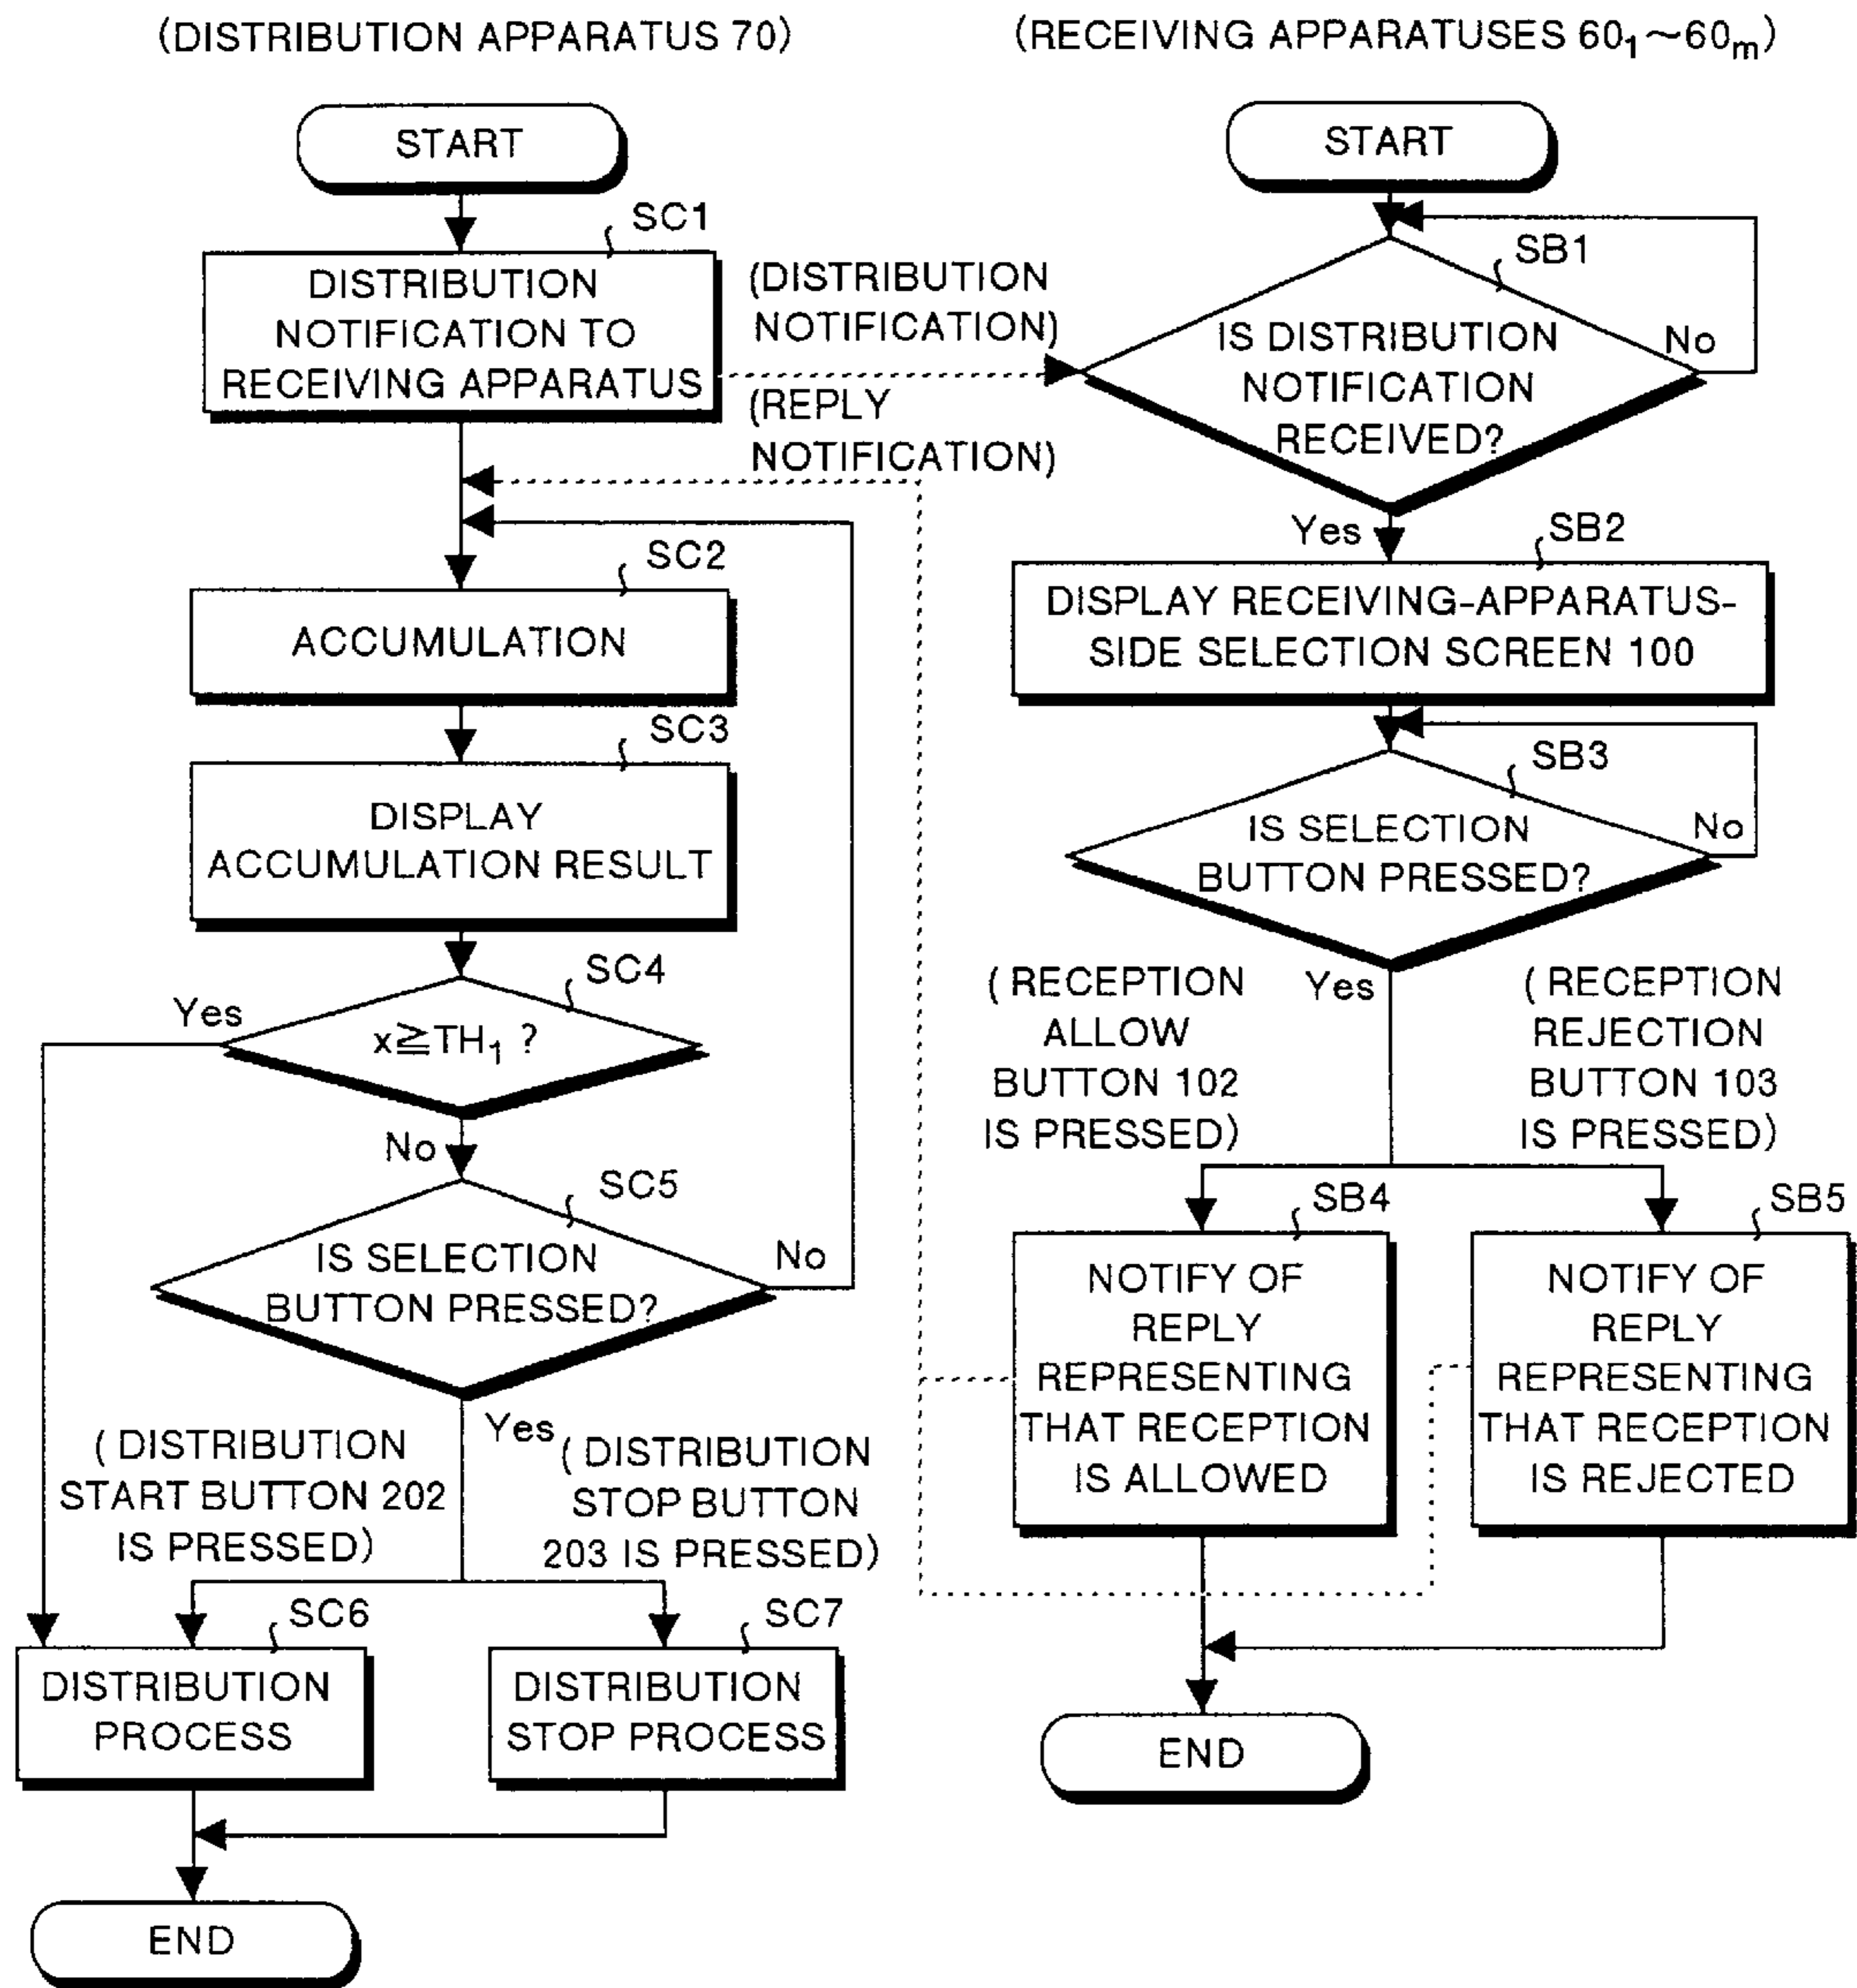 (DISTRIBUTION APPARATUS 70)
START
SC1
DISTRIBUTION
NOTIFICATION TO
RECEIVING APPARATUS
(DISTRIBUTION
NOTIFICATION)
(REPLY
NOTIFICATION)
SC2
ACCUMULATION
SC3
DISPLAY
ACCUMULATION RESULT
SC4
Yes
x≧TH₁ ?
No
SC5
IS SELECTION
BUTTON PRESSED?
No
Yes
( DISTRIBUTION
START BUTTON 202
IS PRESSED)
( DISTRIBUTION
STOP BUTTON
203 IS PRESSED)
SC6
DISTRIBUTION
PROCESS
SC7
DISTRIBUTION
STOP PROCESS
END
(RECEIVING APPARATUSES 60₁~60ₘ)
START
SB1
IS DISTRIBUTION
NOTIFICATION
RECEIVED?
No
Yes
SB2
DISPLAY RECEIVING-APPARATUS-
SIDE SELECTION SCREEN 100
SB3
IS SELECTION
BUTTON PRESSED?
No
Yes
( RECEPTION
ALLOW
BUTTON 102
IS PRESSED)
( RECEPTION
REJECTION
BUTTON 103
IS PRESSED)
SB4
NOTIFY OF
REPLY
REPRESENTING
THAT RECEPTION
IS ALLOWED
SB5
NOTIFY OF
REPLY
REPRESENTING
THAT RECEPTION
IS REJECTED
END